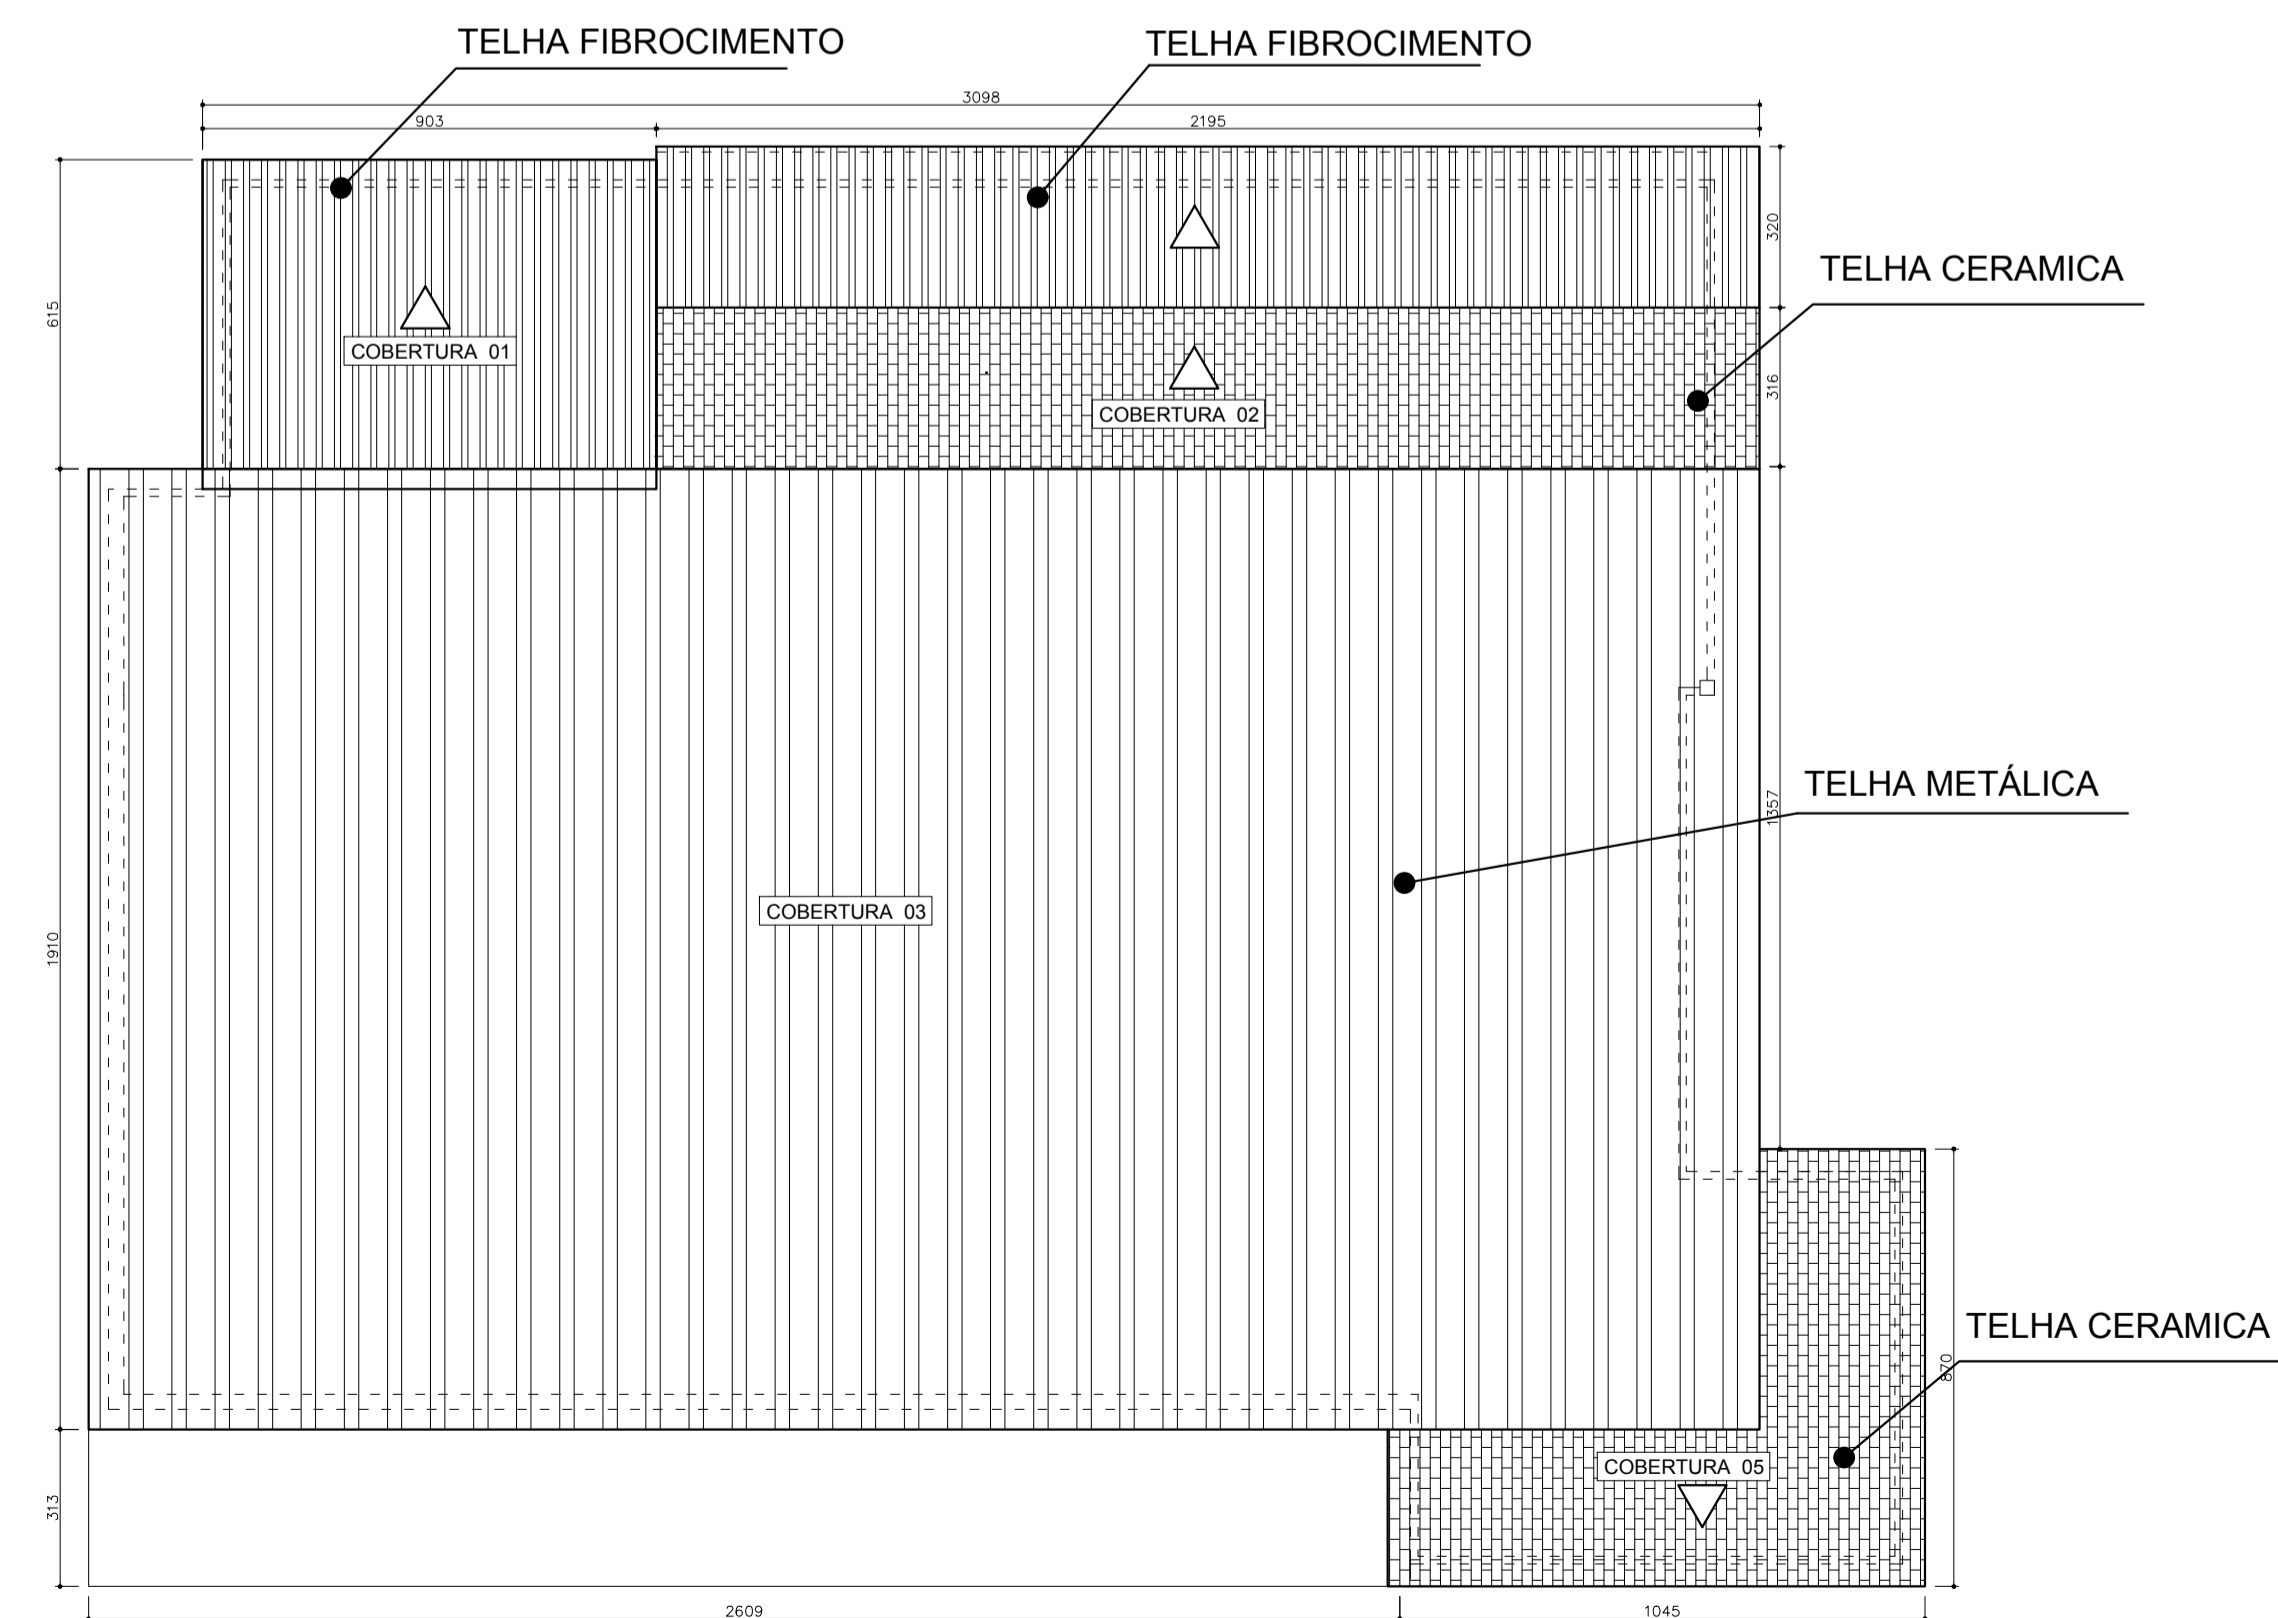 TELHA FIBROCIMENTO
TELHA FIBROCIMENTO
3098
903
2195
320
TELHA CERAMICA
615
COBERTURA 01
316
COBERTURA 02
TELHA METÁLICA
1357
COBERTURA 03
1910
TELHA CERAMICA
870
COBERTURA 05
313
2609
1045